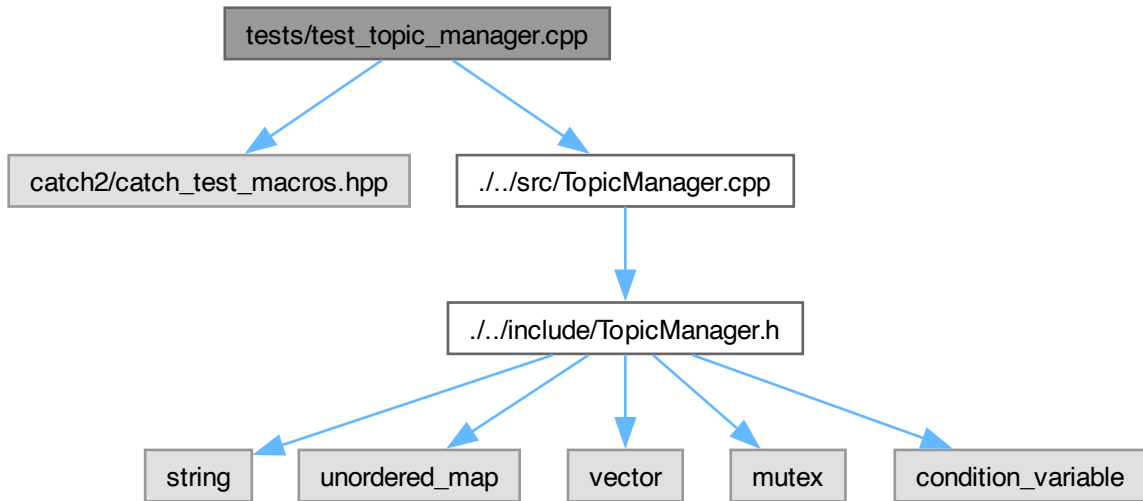 tests/test_topic_manager.cpp
catch2/catch_test_macros.hpp
./../src/TopicManager.cpp
./../include/TopicManager.h
string
unordered_map
vector
mutex
condition_variable